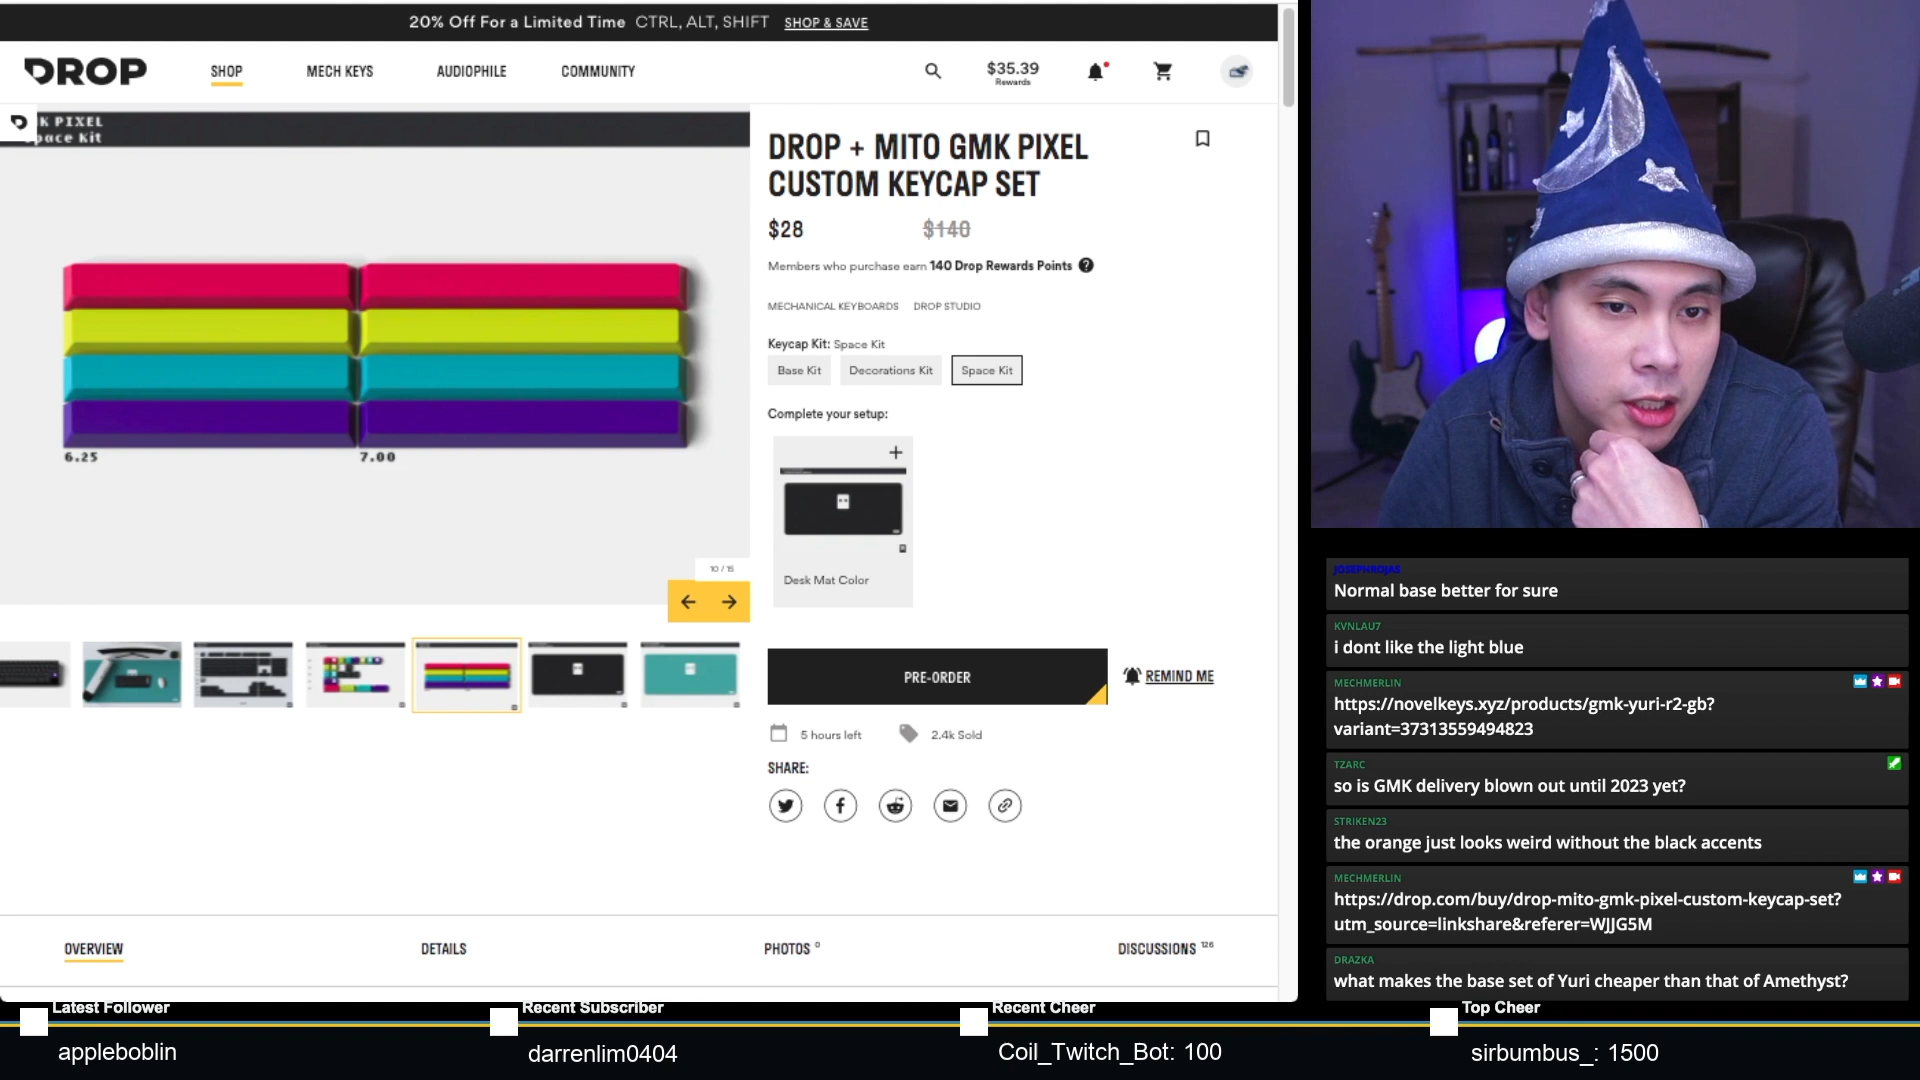 20% Off For a Limited Time CTRL, ALT, SHIFT SHOP & SAVE
DROP
SHOP
MECH KEYS
AUDIOPHILE
COMMUNITY
$35.39
Rewards
K PIXEL
pace Kit
6.25
7.00
10 / 15
DROP + MITO GMK PIXEL
CUSTOM KEYCAP SET
$28
$140
Members who purchase earn 140 Drop Rewards Points
MECHANICAL KEYBOARDS DROP STUDIO
Keycap Kit: Space Kit
Base Kit
Decorations Kit
Space Kit
Complete your setup:
Desk Mat Color
PRE-ORDER
REMIND ME
5 hours left
2.4k Sold
SHARE:
OVERVIEW
DETAILS
PHOTOS 0
DISCUSSIONS 126
JOSEPHROJAS
Normal base better for sure
KVNLAU7
i dont like the light blue
MECHMERLIN
https://novelkeys.xyz/products/gmk-yuri-r2-gb?
variant=37313559494823
TZARC
so is GMK delivery blown out until 2023 yet?
STRIKEN23
the orange just looks weird without the black accents
MECHMERLIN
https://drop.com/buy/drop-mito-gmk-pixel-custom-keycap-set?
utm_source=linkshare&referer=WJJG5M
DRAZKA
what makes the base set of Yuri cheaper than that of Amethyst?
Latest Follower
appleboblin
Recent Subscriber
darrenlim0404
Recent Cheer
Coil_Twitch_Bot: 100
Top Cheer
sirbumbus_: 1500